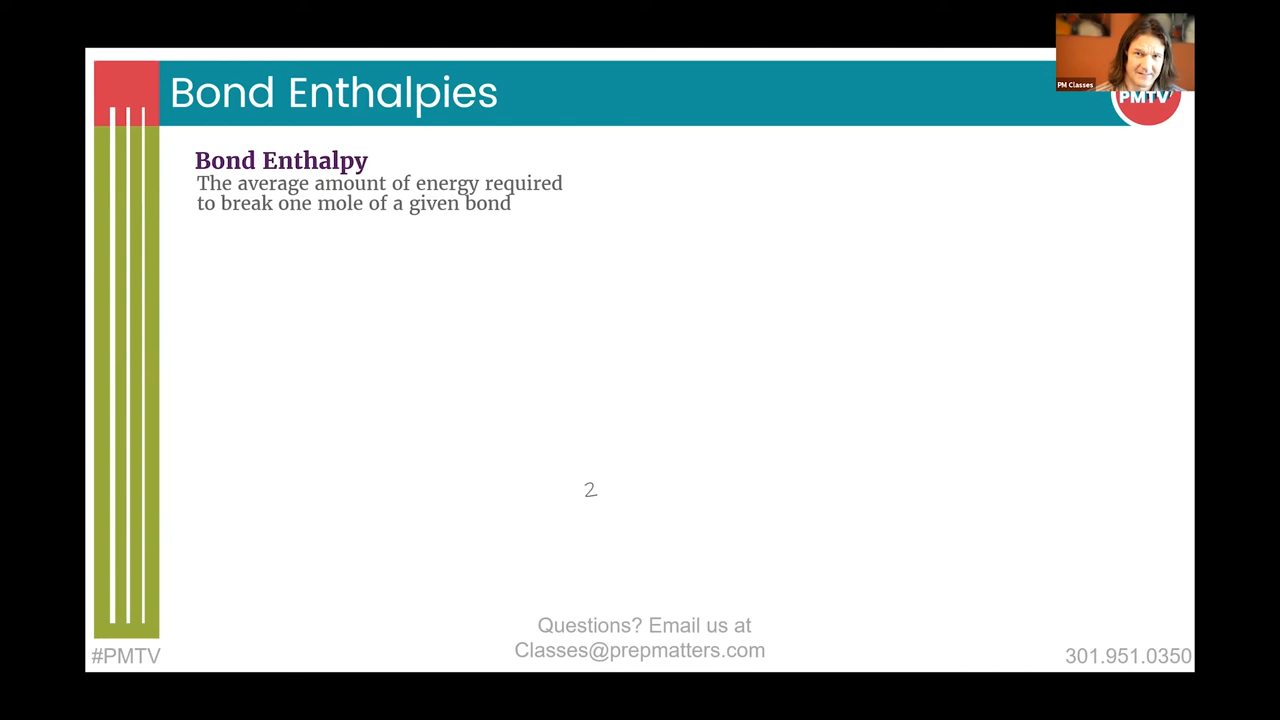 Bond Enthalpies
PM Classes
PMTV
Bond Enthalpy
The average amount of energy required
to break one mole of a given bond
2
Questions? Email us at
Classes@prepmatters.com
#PMTV
301.951.0350